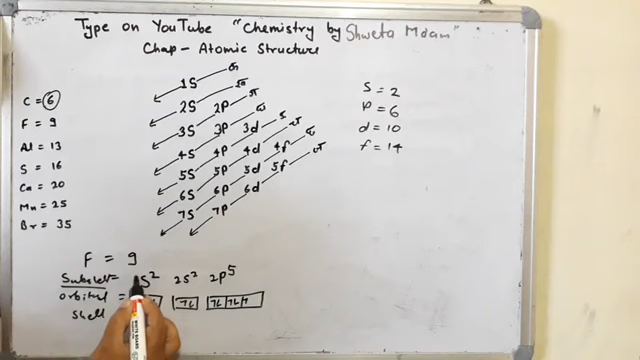 Type on YouTube "Chemistry by Shweta Mdam"
Chap - Atomic Structure
C = 6
F = 9
Al = 13
S = 16
Ca = 20
Mn = 25
Br = 35
1S
2S 2p
3S 3p 3d
4S 4p 4d 4f
5S 5p 5d 5f
6S 6p 6d
7S 7p
S = 2
P = 6
d = 10
f = 14
F = 9
Subshell= 1S² 2S² 2P⁵
orbital =
Shell